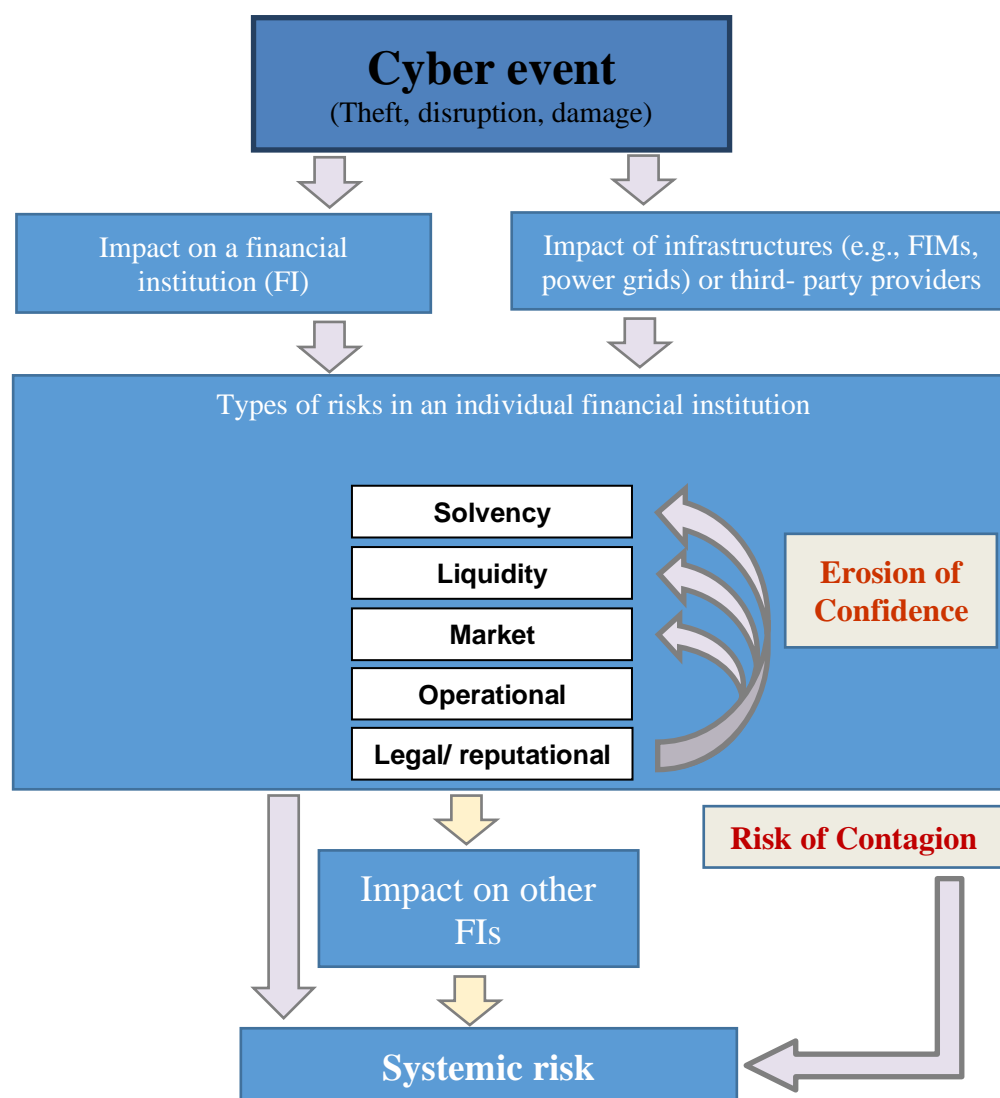 Cyber event
(Theft, disruption, damage)
Impact on a financial
institution (FI)
Impact of infrastructures (e.g., FIMs,
power grids) or third- party providers
Types of risks in an individual financial institution
Solvency
Liquidity
Market
Operational
Legal/ reputational
Erosion of
Confidence
Risk of Contagion
Impact on other
FIs
Systemic risk